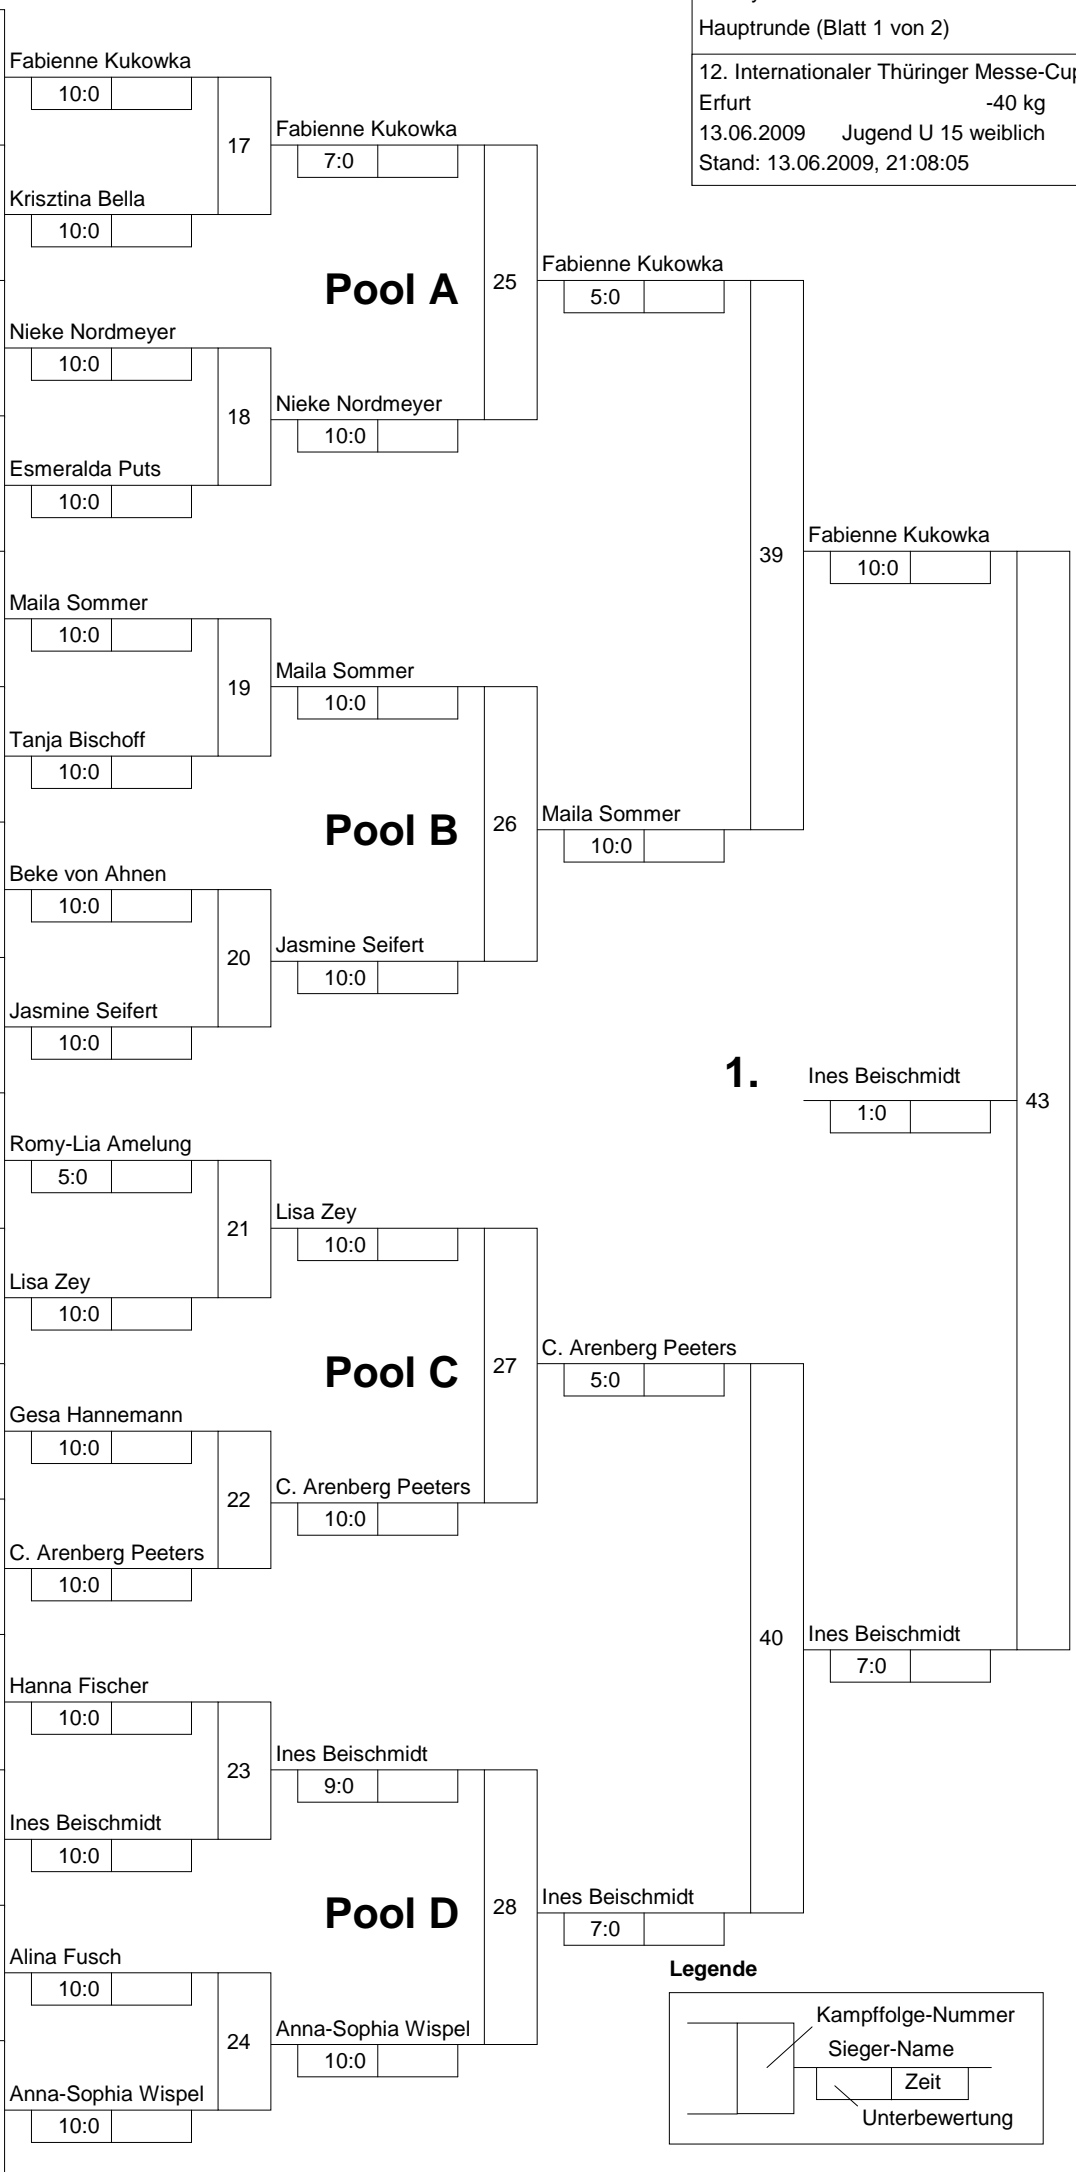 Hauptrunde (Blatt 1 von 2)
12. Internationaler Thüringer Messe-Cup
Erfurt -40 kg
13.06.2009 Jugend U 15 weiblich
Stand: 13.06.2009, 21:08:05
Fabienne Kukowka
10:0
17
Krisztina Bella
10:0
Fabienne Kukowka
7:0
Pool A
25
Nieke Nordmeyer
10:0
18
Esmeralda Puts
10:0
Nieke Nordmeyer
10:0
Fabienne Kukowka
5:0
39
Maila Sommer
10:0
19
Tanja Bischoff
10:0
Maila Sommer
10:0
Pool B
26
Beke von Ahnen
10:0
20
Jasmine Seifert
10:0
Jasmine Seifert
10:0
Maila Sommer
10:0
Fabienne Kukowka
10:0
1.
Ines Beischmidt
1:0
43
Romy-Lia Amelung
5:0
21
Lisa Zey
10:0
Lisa Zey
10:0
Pool C
27
Gesa Hannemann
10:0
22
C. Arenberg Peeters
10:0
C. Arenberg Peeters
10:0
C. Arenberg Peeters
5:0
40
Ines Beischmidt
7:0
Hanna Fischer
10:0
23
Ines Beischmidt
10:0
Ines Beischmidt
9:0
Pool D
28
Alina Fusch
10:0
24
Anna-Sophia Wispel
10:0
Anna-Sophia Wispel
10:0
Ines Beischmidt
7:0
Legende
Kampffolge-Nummer
Sieger-Name
Zeit
Unterbewertung